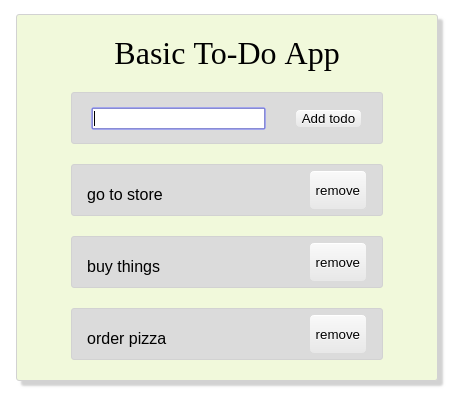 Basic To-Do App
Add todo
go to store
remove
buy things
remove
order pizza
remove